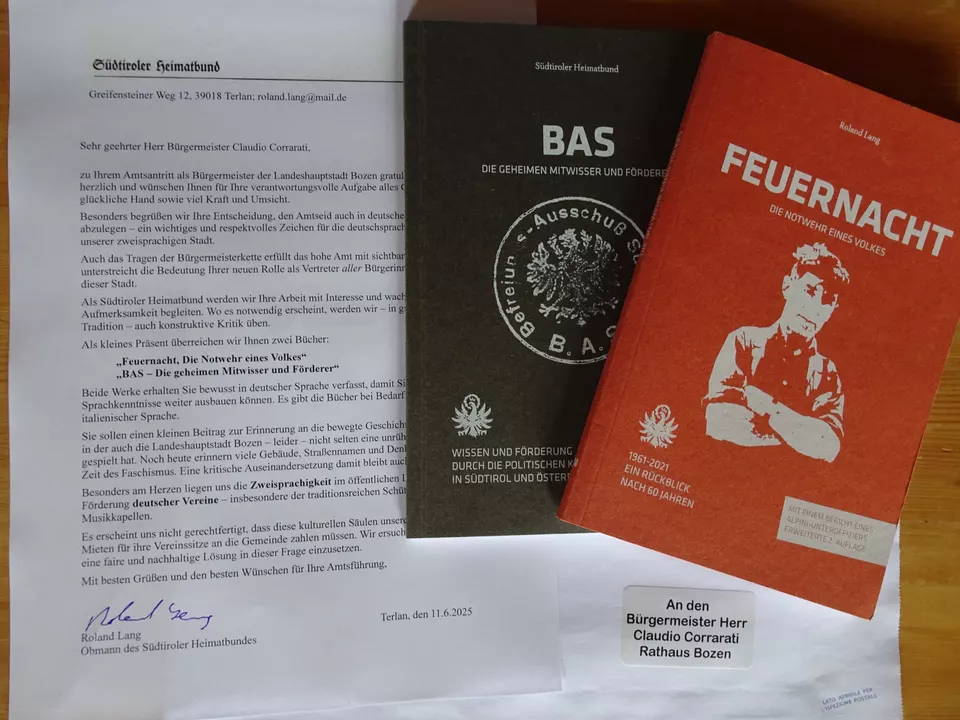 Südtiroler Heimatbund
Greifensteiner Weg 12, 39018 Terlan; roland.lang@mail.de
Sehr geehrter Herr Bürgermeister Claudio Corrarati,
zu Ihrem Amtsantritt als Bürgermeister der Landeshauptstadt Bozen gratul
herzlich und wünschen Ihnen für Ihre verantwortungsvolle Aufgabe alles G
glückliche Hand sowie viel Kraft und Umsicht.
Besonders begrüßen wir Ihre Entscheidung, den Amtseid auch in deutsche
abzulegen – ein wichtiges und respektvolles Zeichen für die deutschsprach
unserer zweisprachigen Stadt.
Auch das Tragen der Bürgermeisterkette erfüllt das hohe Amt mit sichtbar
unterstreicht die Bedeutung Ihrer neuen Rolle als Vertreter aller Bürgerinn
dieser Stadt.
Als Südtiroler Heimatbund werden wir Ihre Arbeit mit Interesse und wach
Aufmerksamkeit begleiten. Wo es notwendig erscheint, werden wir – in g
Tradition – auch konstruktive Kritik üben.
Als kleines Präsent überreichen wir Ihnen zwei Bücher:
„Feuernacht, Die Notwehr eines Volkes“
„BAS – Die geheimen Mitwisser und Förderer“
Beide Werke erhalten Sie bewusst in deutscher Sprache verfasst, damit Si
Sprachkenntnisse weiter ausbauen können. Es gibt die Bücher bei Bedarf
italienischer Sprache.
Sie sollen einen kleinen Beitrag zur Erinnerung an die bewegte Geschicht
in der auch die Landeshauptstadt Bozen – leider – nicht selten eine unrüh
gespielt hat. Noch heute erinnern viele Gebäude, Straßennamen und Denk
Zeit des Faschismus. Eine kritische Auseinandersetzung damit bleibt auc
Besonders am Herzen liegen uns die Zweisprachigkeit im öffentlichen L
Förderung deutscher Vereine – insbesondere der traditionsreichen Schüt
Musikkapellen.
Es erscheint uns nicht gerechtfertigt, dass diese kulturellen Säulen unsere
Mieten für ihre Vereinssitze an die Gemeinde zahlen müssen. Wir ersuch
eine faire und nachhaltige Lösung in dieser Frage einzusetzen.
Mit besten Grüßen und den besten Wünschen für Ihre Amtsführung,
Roland Lang
Roland Lang
Obmann des Südtiroler Heimatbundes
Terlan, den 11.6.2025
Südtiroler Heimatbund
BAS
DIE GEHEIMEN MITWISSER UND FÖRDERE
Befreiun s-Ausschuß S
B.A.
WISSEN UND FÖRDERUNG
DURCH DIE POLITISCHEN K
IN SÜDTIROL UND ÖSTER
Roland Lang
FEUERNACHT
DIE NOTWEHR EINES VOLKES
1961-2021
EIN RÜCKBLICK
NACH 60 JAHREN
MIT EINEM BERICHT EINES
ALPINI-UNTEROFFIZIERS
ERWEITERTE 2. AUFLAGE
An den
Bürgermeister Herr
Claudio Corrarati
Rathaus Bozen
LATO APRIBILE PER
L'ISPEZIONE POSTALE